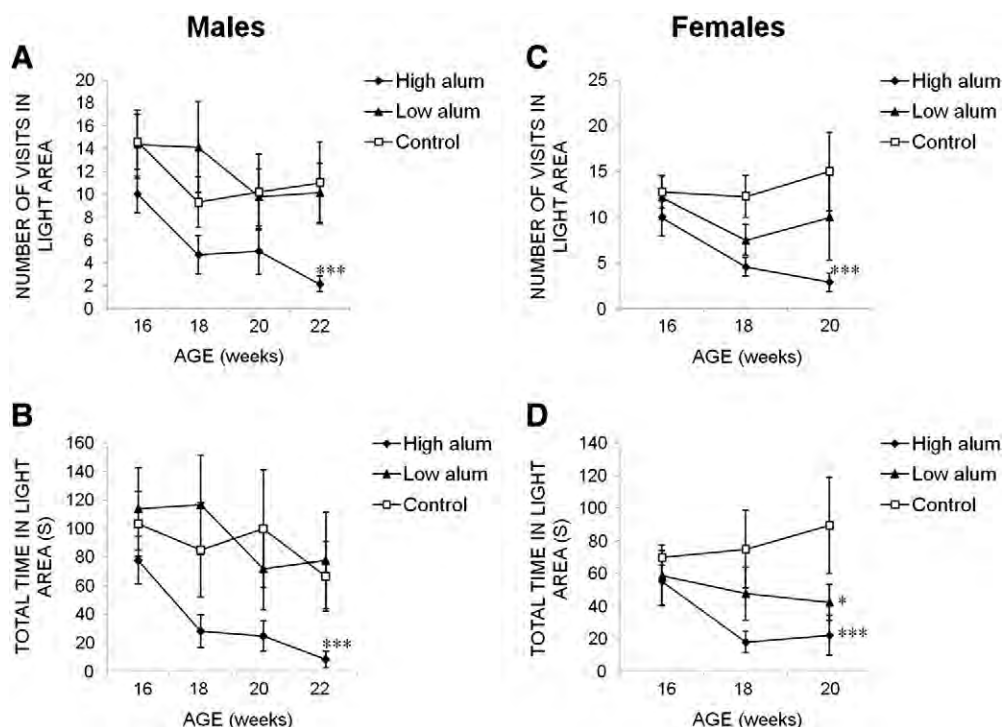 Males
Females
A
High alum
Low alum
Control
NUMBER OF VISITS IN
LIGHT AREA
20
18
16
14
12
10
8
6
4
2
0
***
16
18
20
22
AGE (weeks)
C
High alum
Low alum
Control
NUMBER OF VISITS IN
LIGHT AREA
25
20
15
10
5
0
***
16
18
20
AGE (weeks)
B
High alum
Low alum
Control
TOTAL TIME IN LIGHT
AREA (S)
160
140
120
100
80
60
40
20
0
***
16
18
20
22
AGE (weeks)
D
High alum
Low alum
Control
TOTAL TIME IN LIGHT
AREA (S)
140
120
100
80
60
40
20
0
*
***
16
18
20
AGE (weeks)